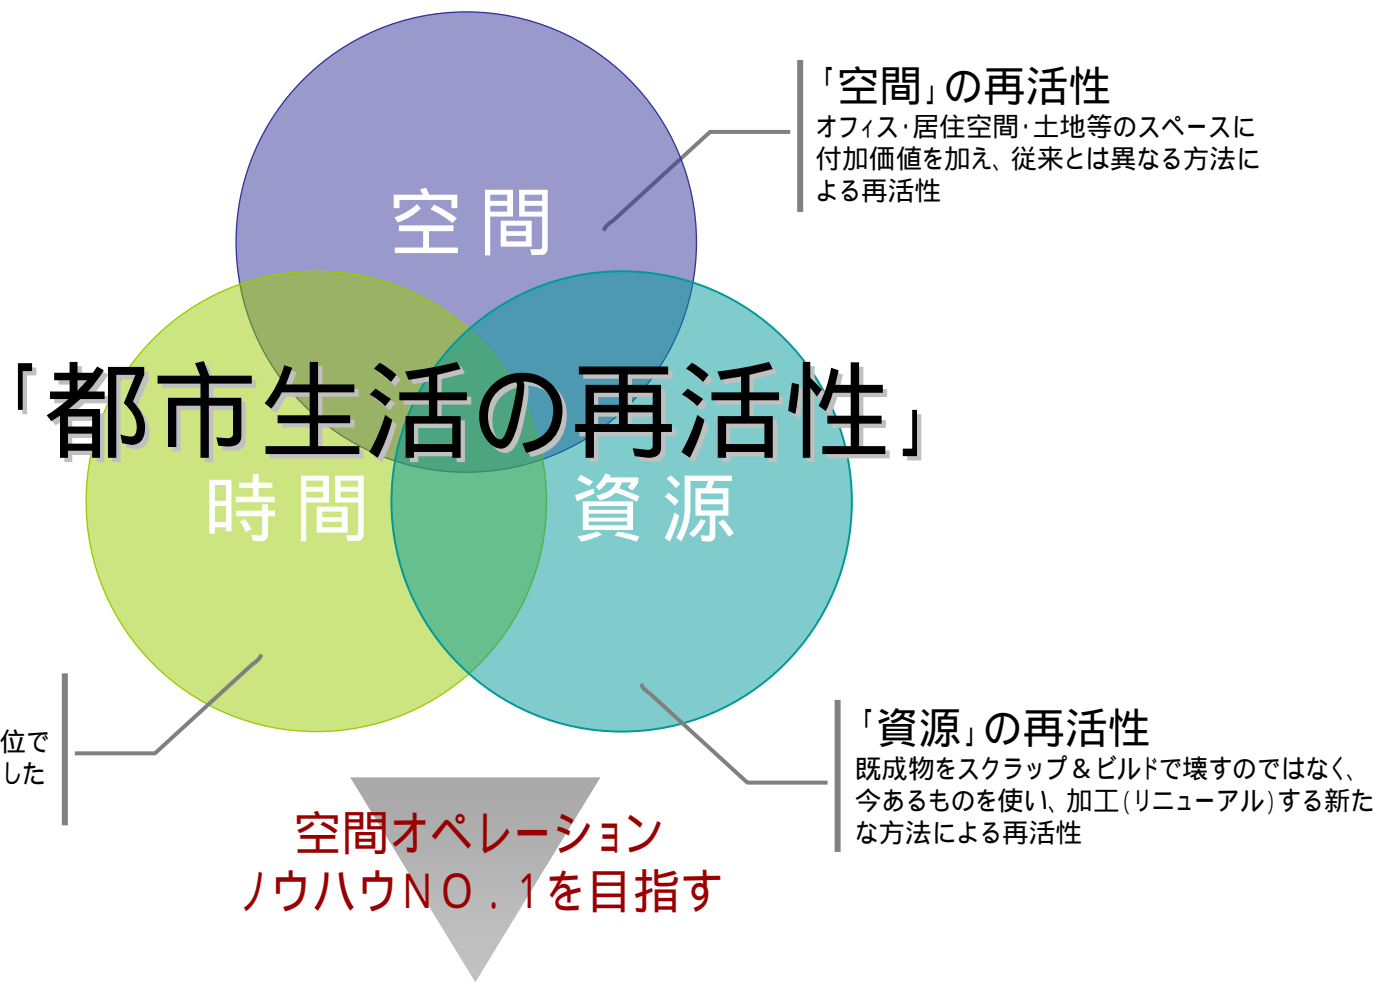 「空間」の再活性
オフィス・居住空間・土地等のスペースに
付加価値を加え、従来とは異なる方法に
よる再活性
空間
「都市生活の再活性」
時間
資源
位で
した
「資源」の再活性
既成物をスクラップ＆ビルドで壊すのではなく、
今あるものを使い、加工(リニューアル)する新た
な方法による再活性
空間オペレーション
ノウハウＮＯ．１を目指す